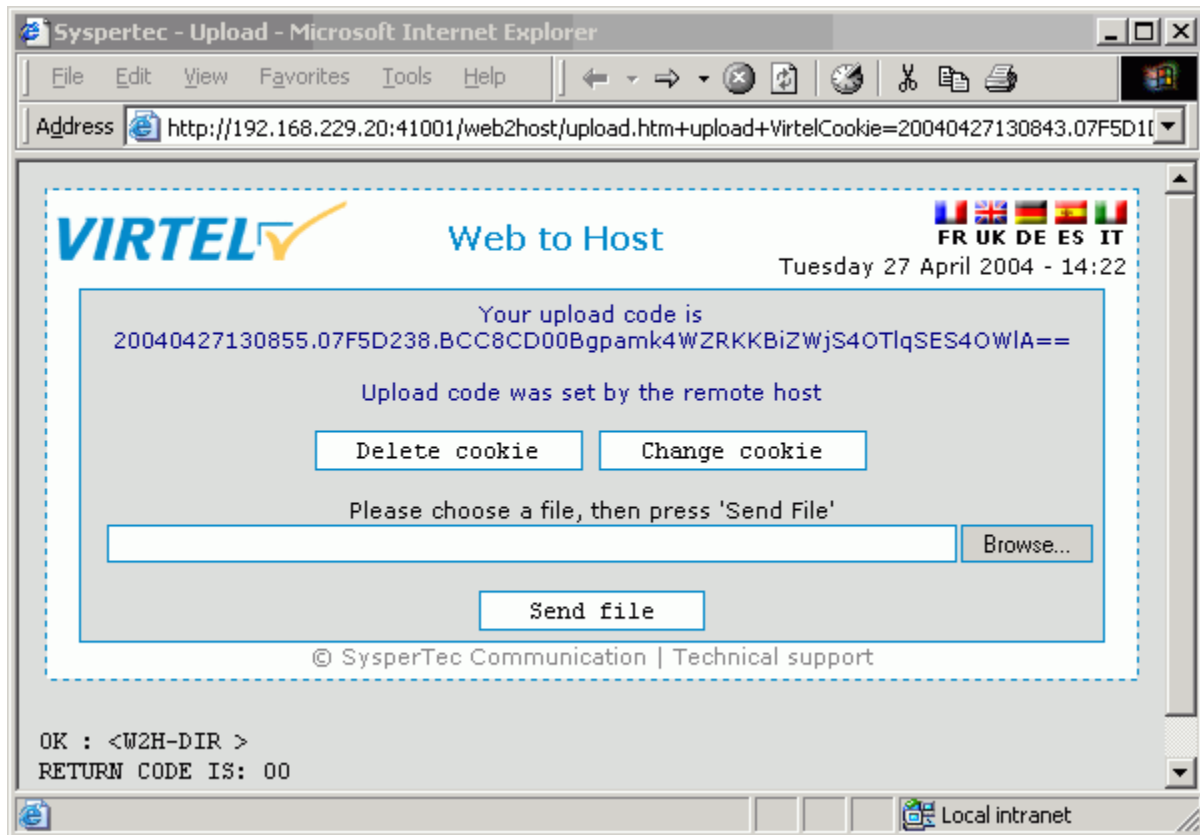 Syspertec - Upload - Microsoft Internet Explorer
File Edit View Favorites Tools Help
Address http://192.168.229.20:41001/web2host/upload.htm+upload+VirtelCookie=20040427130843.07F5D1
VIRTEL Web to Host
FR UK DE ES IT
Tuesday 27 April 2004 - 14:22
Your upload code is
20040427130855.07F5D238.BCC8CD00Bgpamk4WZRKKBiZWjS4OTlqSES4OWlA==
Upload code was set by the remote host
Delete cookie Change cookie
Please choose a file, then press 'Send File'
Browse...
Send file
© SysperTec Communication | Technical support
OK : <W2H-DIR >
RETURN CODE IS: 00
Local intranet